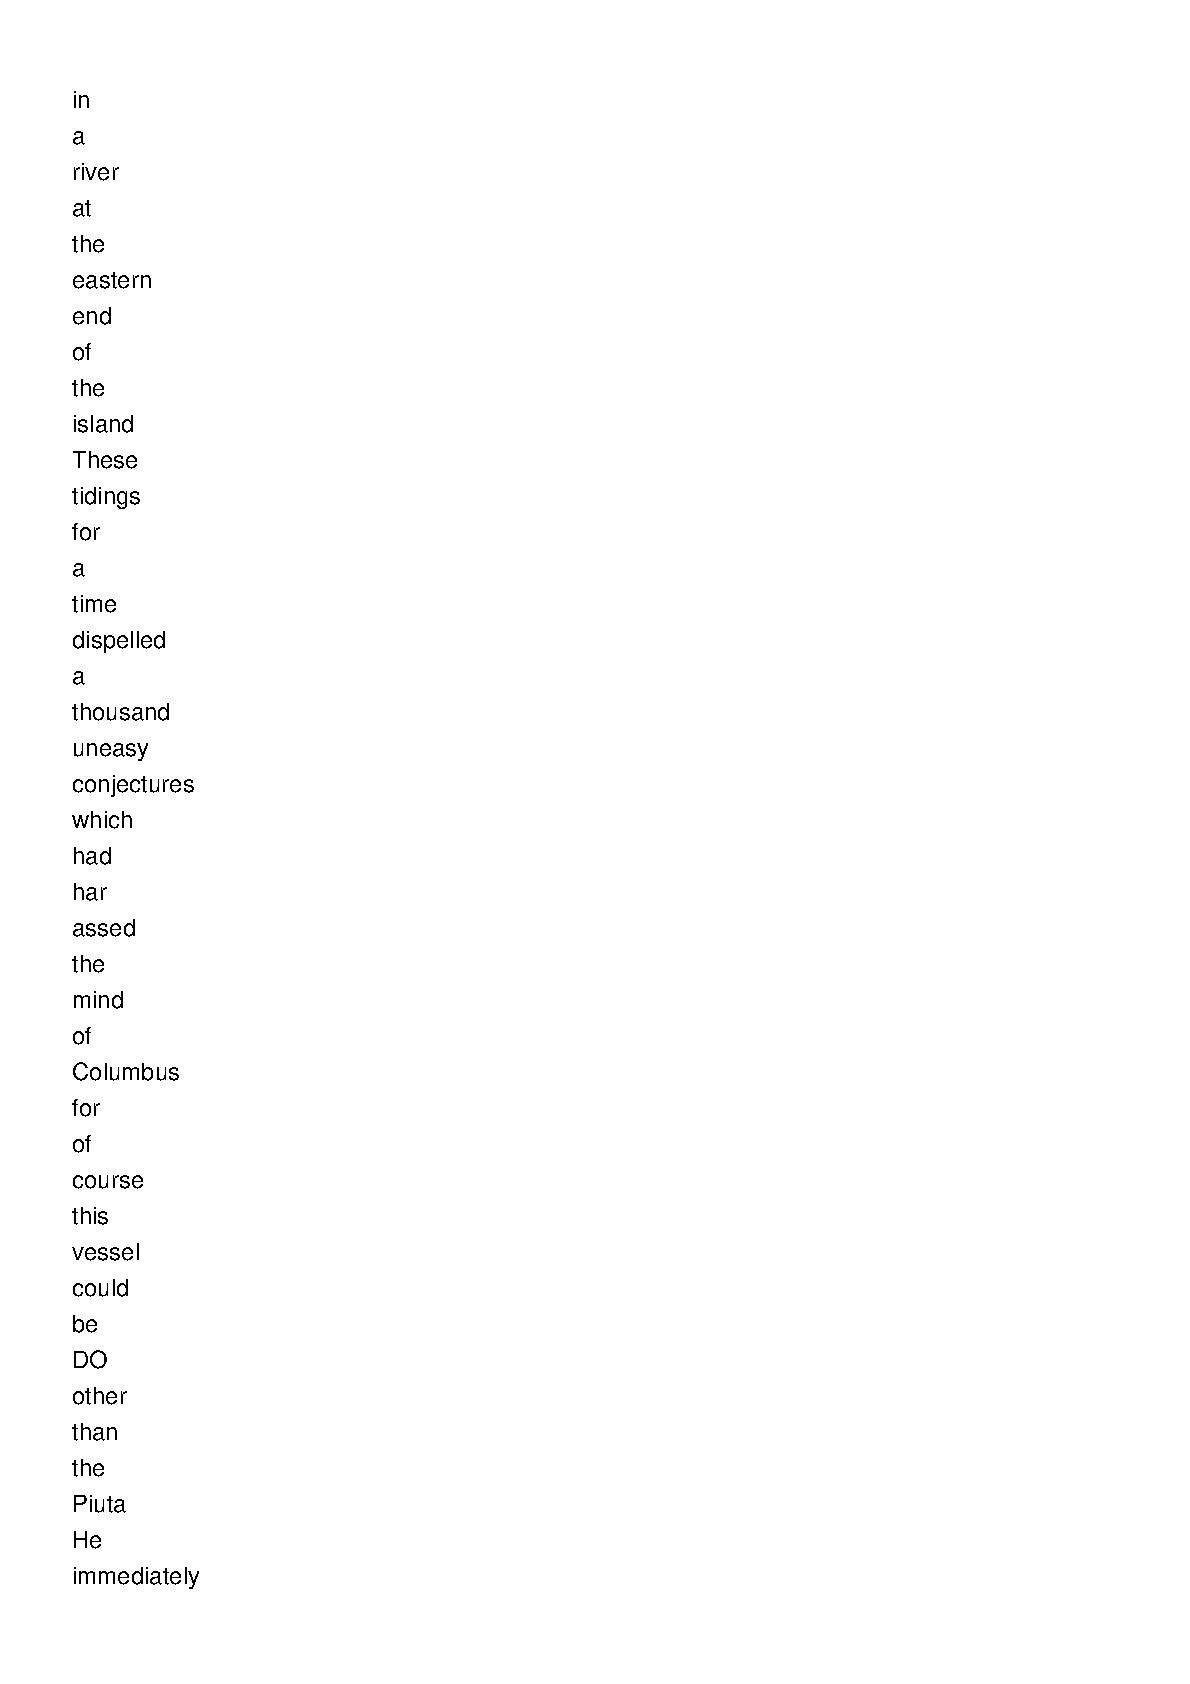 in
a
river
at
the
eastern
end
of
the
island
These
tidings
for
a
time
dispelled
a
thousand
uneasy
conjectures
which
had
har
assed
the
mind
of
Columbus
for
of
course
this
vessel
could
be
DO
other
than
the
Piuta
He
immediately